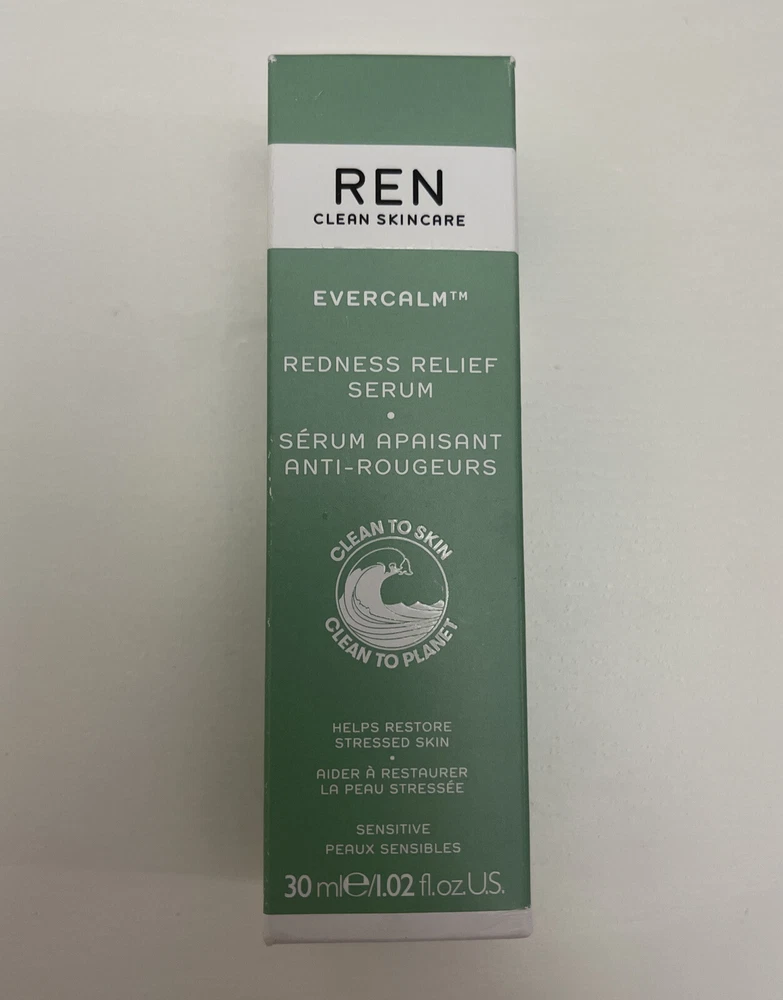 REN
CLEAN SKINCARE
EVERCALM™
REDNESS RELIEF
SERUM
•
SÉRUM APAISANT
ANTI-ROUGEURS
CLEAN TO SKIN
CLEAN TO PLANET
HELPS RESTORE
STRESSED SKIN
•
AIDER À RESTAURER
LA PEAU STRESSÉE
SENSITIVE
PEAUX SENSIBLES
30 ml℮/1.02 fl.oz.U.S.